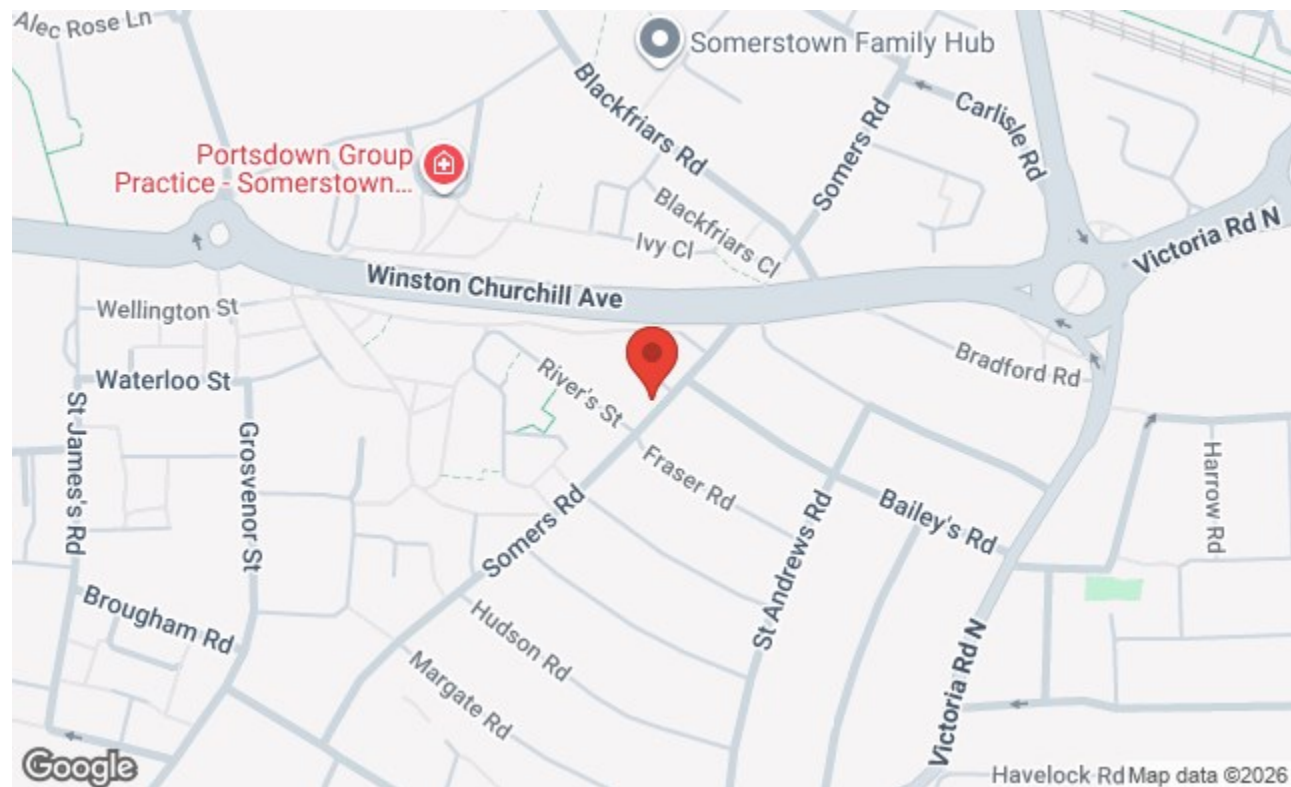 Alec Rose Ln
Somerstown Family Hub
Blackfriars Rd
Somers Rd
Carlisle Rd
Portsdown Group
Practice - Somerstown...
Blackfriars Cl
Ivy Cl
Victoria Rd N
Winston Churchill Ave
Wellington St
Waterloo St
River's St
Bradford Rd
St James's Rd
Grosvenor St
Fraser Rd
Harrow Rd
Bailey's Rd
St Andrews Rd
Somers Rd
Brougham Rd
Hudson Rd
Margate Rd
Victoria Rd N
Google
Havelock Rd
Map data ©2026